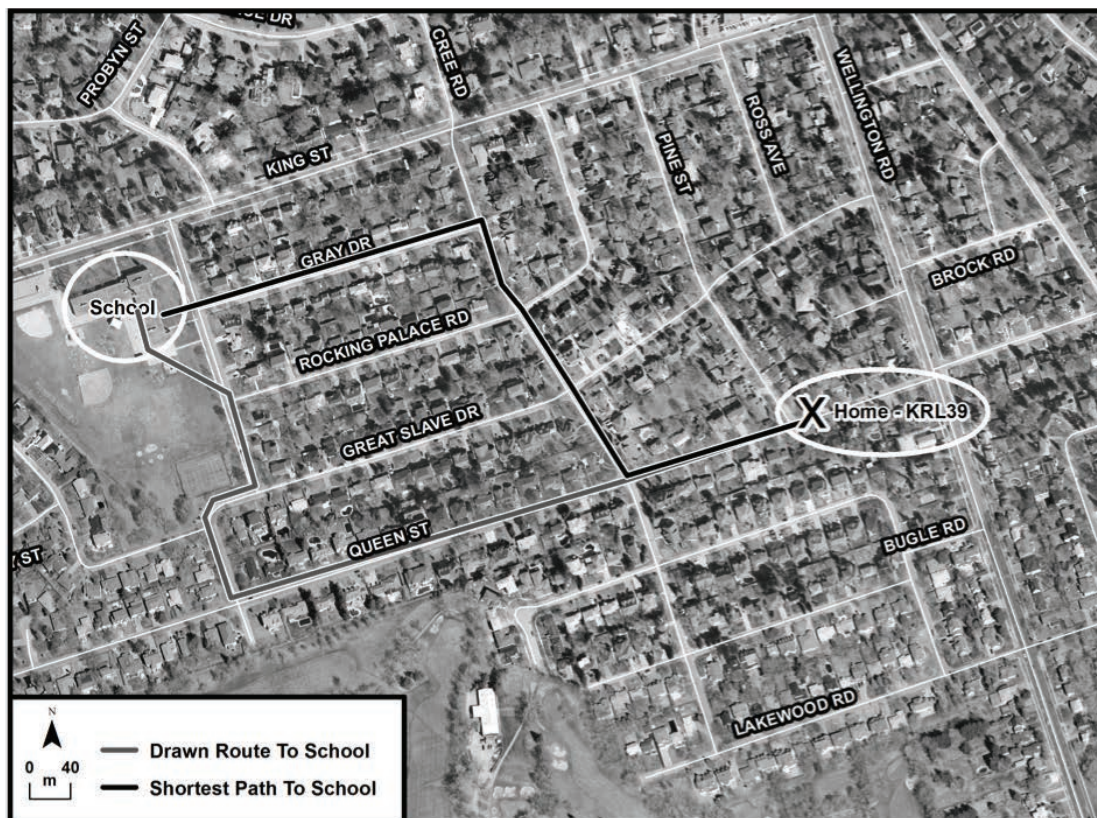 PROBYN ST
CREE RD
KING ST
PINE ST
ROSS AVE
WELLINGTON RD
GRAY DR
BROCK RD
School
ROCKING PALACE RD
X Home - KRL39
GREAT SLAVE DR
QUEEN ST
BUGLE RD
LAKEWOOD RD
N
0 m 40
Drawn Route To School
Shortest Path To School